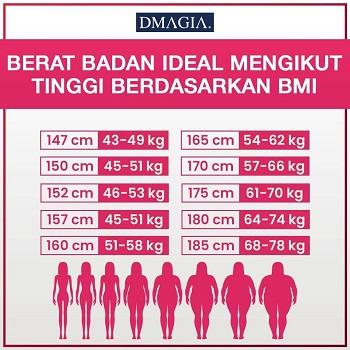 DMAGIA.
BERAT BADAN IDEAL MENGIKUT
TINGGI BERDASARKAN BMI
147 cm 43-49 kg
150 cm 45-51 kg
152 cm 46-53 kg
157 cm 45-51 kg
160 cm 51-58 kg
165 cm 54-62 kg
170 cm 57-66 kg
175 cm 61-70 kg
180 cm 64-74 kg
185 cm 68-78 kg